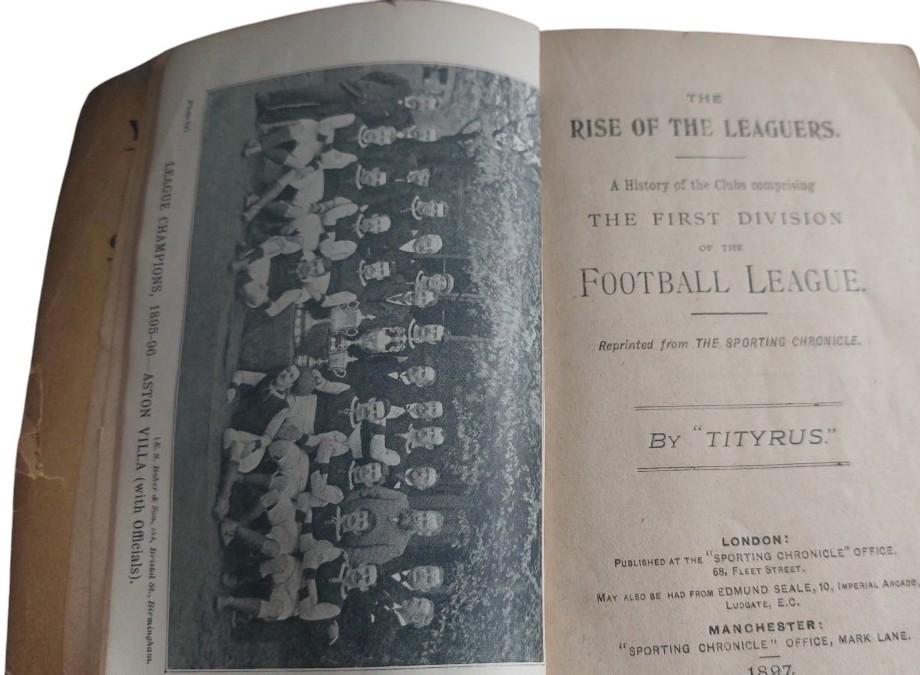 LEAGUE CHAMPIONS, 1895-96 ASTON VILLA (with Officials).
THE
RISE OF THE LEAGUERS.
A History of the Clubs comprising
THE FIRST DIVISION
OF THE
FOOTBALL LEAGUE.
Reprinted from THE SPORTING CHRONICLE.
BY "TITYRUS."
LONDON:
PUBLISHED AT THE "SPORTING CHRONICLE" OFFICE,
68, FLEET STREET.
MAY ALSO BE HAD FROM EDMUND SEALE, 10, IMPERIAL ARCADE,
LUDGATE, E.C.
MANCHESTER:
"SPORTING CHRONICLE" OFFICE, MARK LANE.
1897.